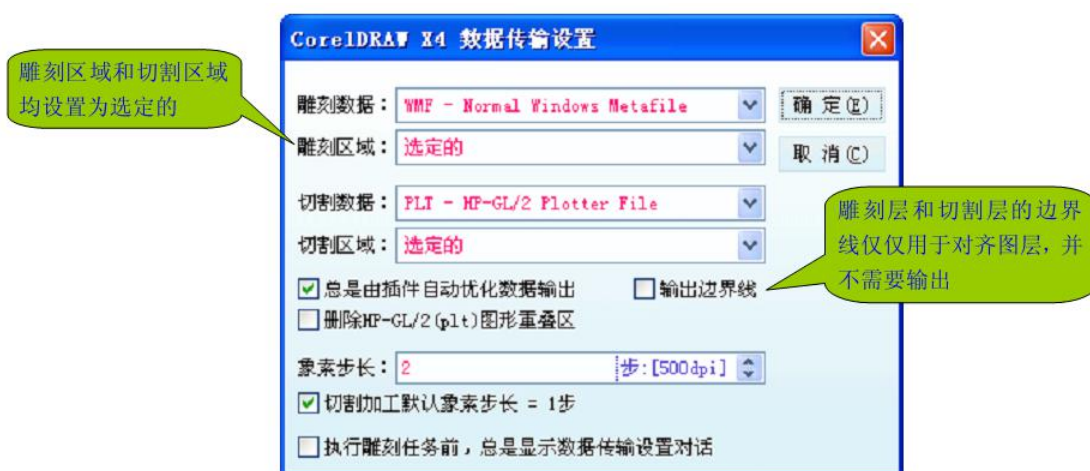 CorelDRAW X4 数据传输设置
雕刻区域和切割区域
均设置为选定的
雕刻数据： WMF - Normal Windows Metafile
确 定(E)
雕刻区域： 选定的
取 消(C)
切割数据： PLT - HP-GL/2 Plotter File
切割区域： 选定的
雕刻层和切割层的边界
线仅仅用于对齐图层，并
不需要输出
总是由插件自动优化数据输出
输出边界线
删除HP-GL/2(plt)图形重叠区
象素步长： 2 步:[500dpi]
切割加工默认象素步长 = 1步
执行雕刻任务前，总是显示数据传输设置对话